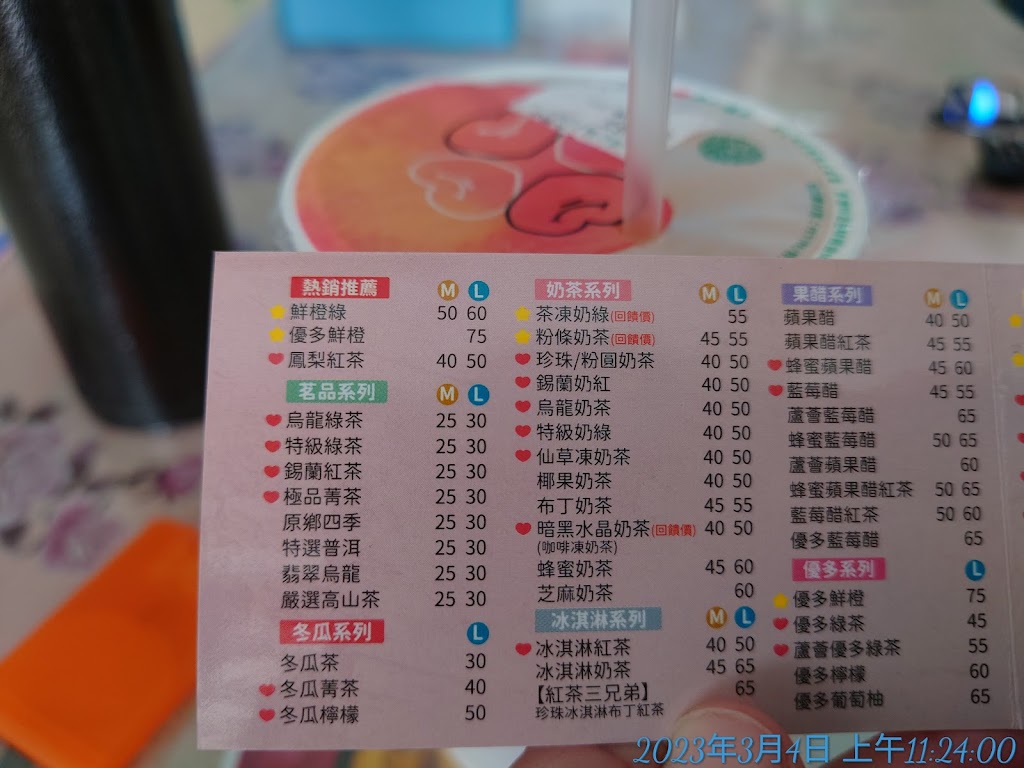 熱銷推薦 M L
鮮橙綠 50 60
優多鮮橙 75
鳳梨紅茶 40 50
茗品系列 M L
烏龍綠茶 25 30
特級綠茶 25 30
錫蘭紅茶 25 30
極品菁茶 25 30
原鄉四季 25 30
特選普洱 25 30
翡翠烏龍 25 30
嚴選高山茶 25 30
冬瓜系列 L
冬瓜茶 30
冬瓜菁茶 40
冬瓜檸檬 50
奶茶系列 M L
茶凍奶綠(回饋價) 55
粉條奶茶(回饋價) 45 55
珍珠/粉圓奶茶 40 50
錫蘭奶紅 40 50
烏龍奶茶 40 50
特級奶綠 40 50
仙草凍奶茶 40 50
椰果奶茶 40 50
布丁奶茶 45 55
暗黑水晶奶茶(回饋價) 40 50
(咖啡凍奶茶)
蜂蜜奶茶 45 60
芝麻奶茶 60
冰淇淋系列 M L
冰淇淋紅茶 40 50
冰淇淋奶茶 45 65
【紅茶三兄弟】 65
珍珠冰淇淋布丁紅茶
果醋系列 M L
蘋果醋 40 50
蘋果醋紅茶 45 55
蜂蜜蘋果醋 45 60
藍莓醋 45 55
蘆薈藍莓醋 65
蜂蜜藍莓醋 50 65
蘆薈蘋果醋 60
蜂蜜蘋果醋紅茶 50 65
藍莓醋紅茶 50 60
優多藍莓醋 65
優多系列 L
優多鮮橙 75
優多綠茶 45
蘆薈優多綠茶 55
優多檸檬 60
優多葡萄柚 65
2023年3月4日 上午11:24:00